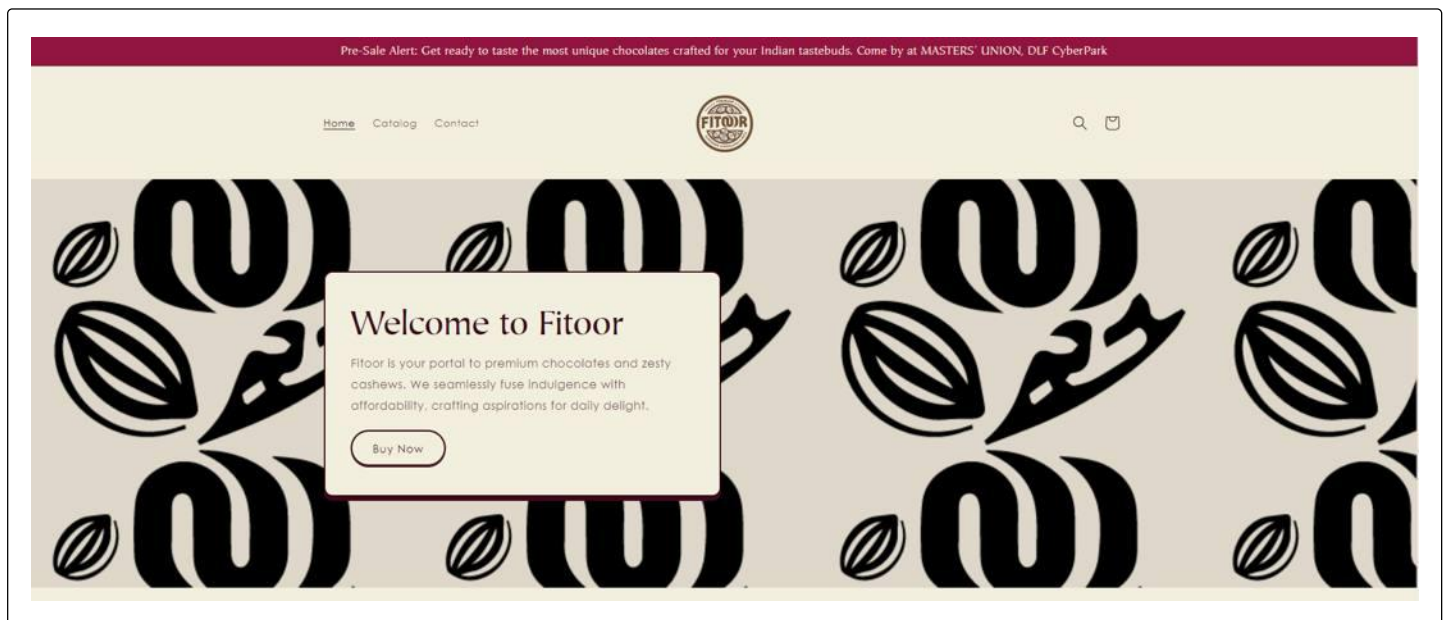 Pre-Sale Alert: Get ready to taste the most unique chocolates crafted for your Indian tastebuds. Come by at MASTERS' UNION, DLF CyberPark
Home Catalog Contact
FITOOR
Welcome to Fitoor
Fitoor is your portal to premium chocolates and zesty
cashews. We seamlessly fuse indulgence with
affordability, crafting aspirations for daily delight.
Buy Now